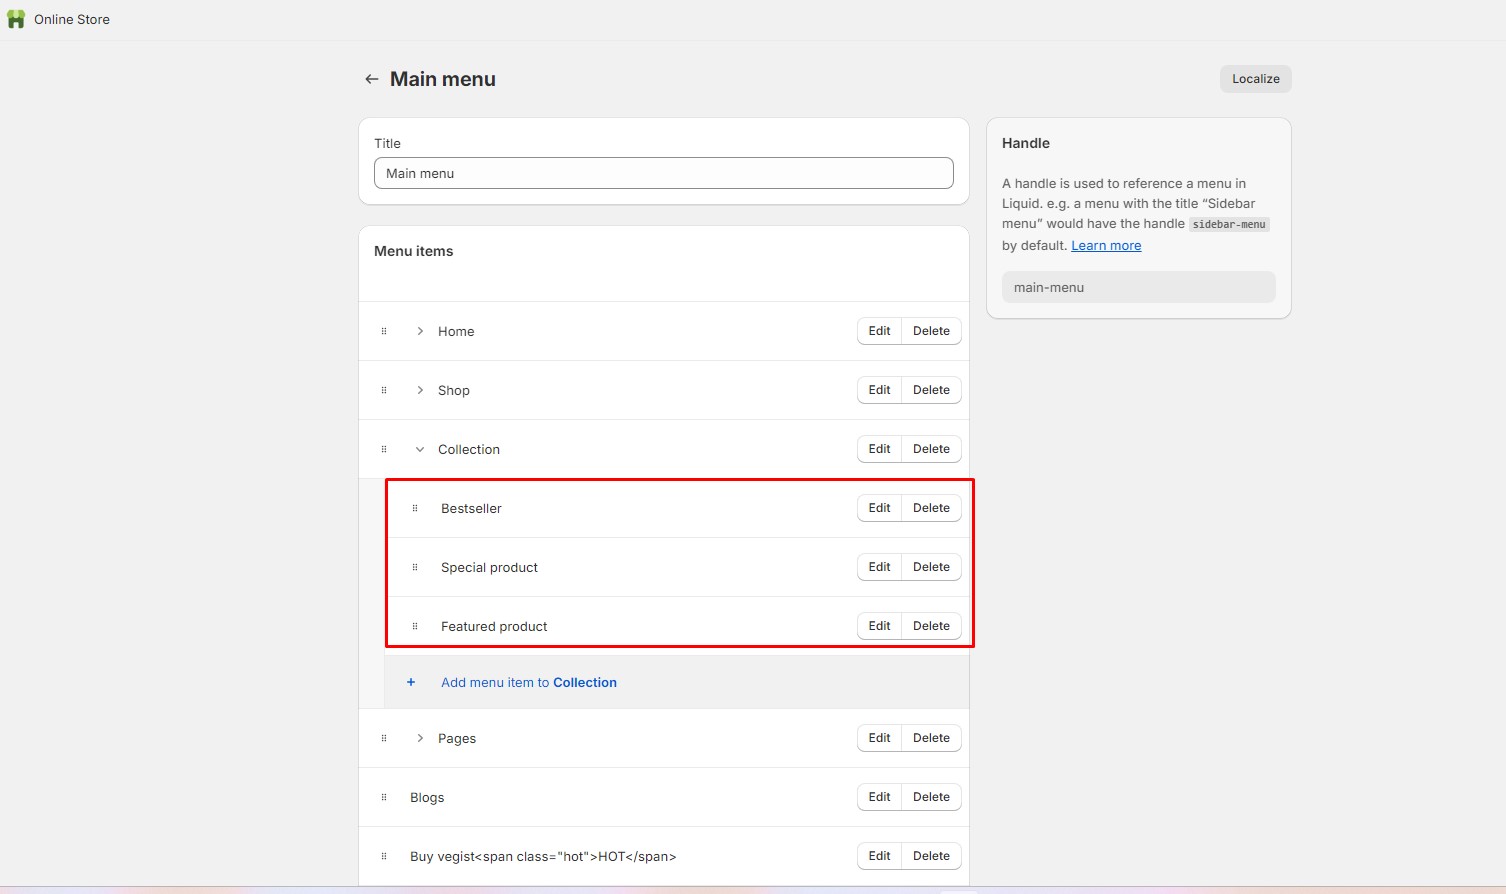 Online Store
Main menu
Localize
Title
Main menu
Handle
A handle is used to reference a menu in
Liquid. e.g. a menu with the title “Sidebar
menu” would have the handle sidebar-menu
by default. Learn more
main-menu
Menu items
Home Edit Delete
Shop Edit Delete
Collection Edit Delete
Bestseller Edit Delete
Special product Edit Delete
Featured product Edit Delete
+ Add menu item to Collection
Pages Edit Delete
Blogs Edit Delete
Buy vegist<span class="hot">HOT</span> Edit Delete